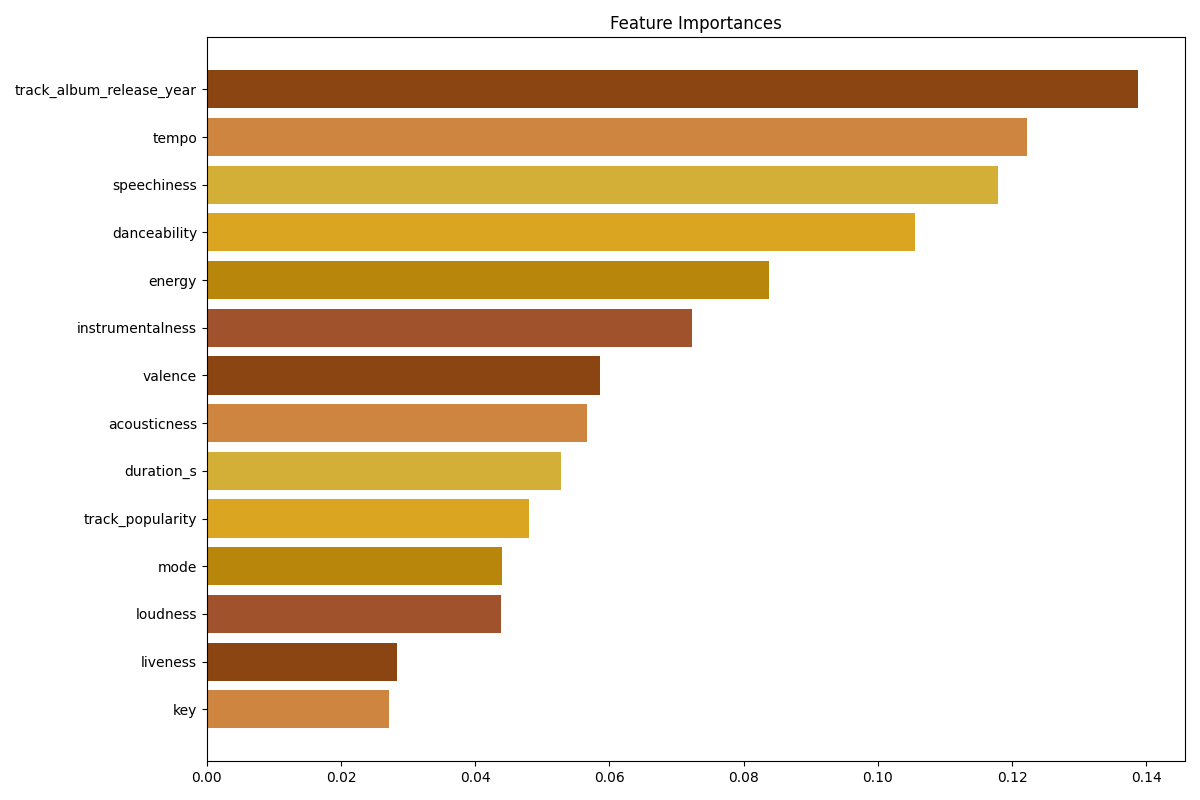 Feature Importances
track_album_release_year
tempo
speechiness
danceability
energy
instrumentalness
valence
acousticness
duration_s
track_popularity
mode
loudness
liveness
key
0.00 0.02 0.04 0.06 0.08 0.10 0.12 0.14